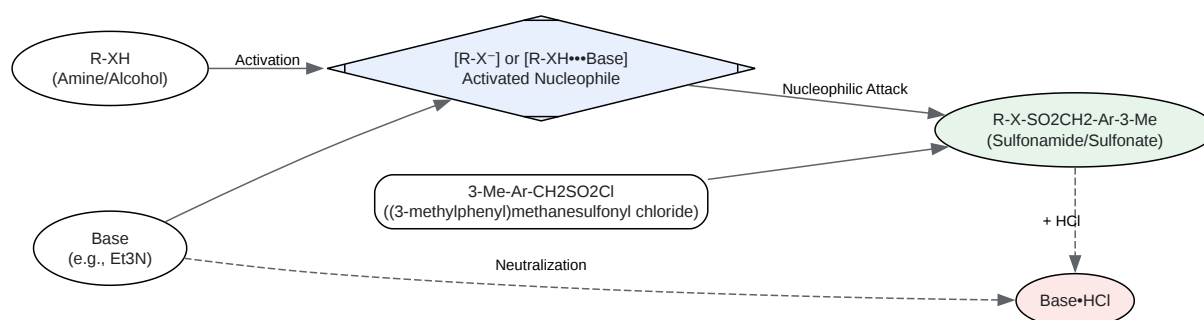 R-XH
(Amine/Alcohol)
Activation
[R-X⁻] or [R-XH•••Base]
Activated Nucleophile
Nucleophilic Attack
R-X-SO2CH2-Ar-3-Me
(Sulfonamide/Sulfonate)
3-Me-Ar-CH2SO2Cl
((3-methylphenyl)methanesulfonyl chloride)
+ HCl
Base
(e.g., Et3N)
Neutralization
Base•HCl